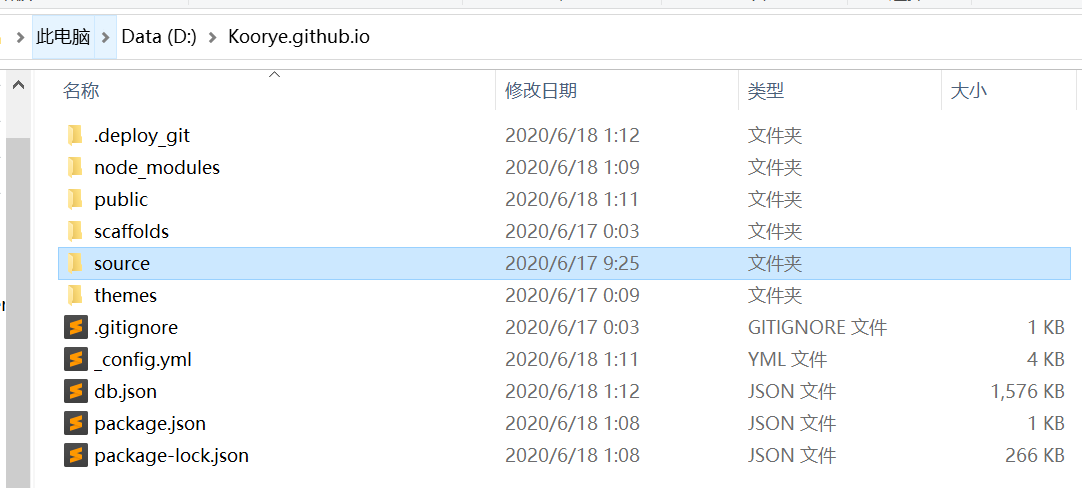 此电脑 Data (D:) Koorye.github.io
名称 修改日期 类型 大小
.deploy_git 2020/6/18 1:12 文件夹
node_modules 2020/6/18 1:09 文件夹
public 2020/6/18 1:11 文件夹
scaffolds 2020/6/17 0:03 文件夹
source 2020/6/17 9:25 文件夹
themes 2020/6/17 0:09 文件夹
.gitignore 2020/6/17 0:03 GITIGNORE 文件 1 KB
_config.yml 2020/6/18 1:11 YML 文件 4 KB
db.json 2020/6/18 1:12 JSON 文件 1,576 KB
package.json 2020/6/18 1:08 JSON 文件 1 KB
package-lock.json 2020/6/18 1:08 JSON 文件 266 KB